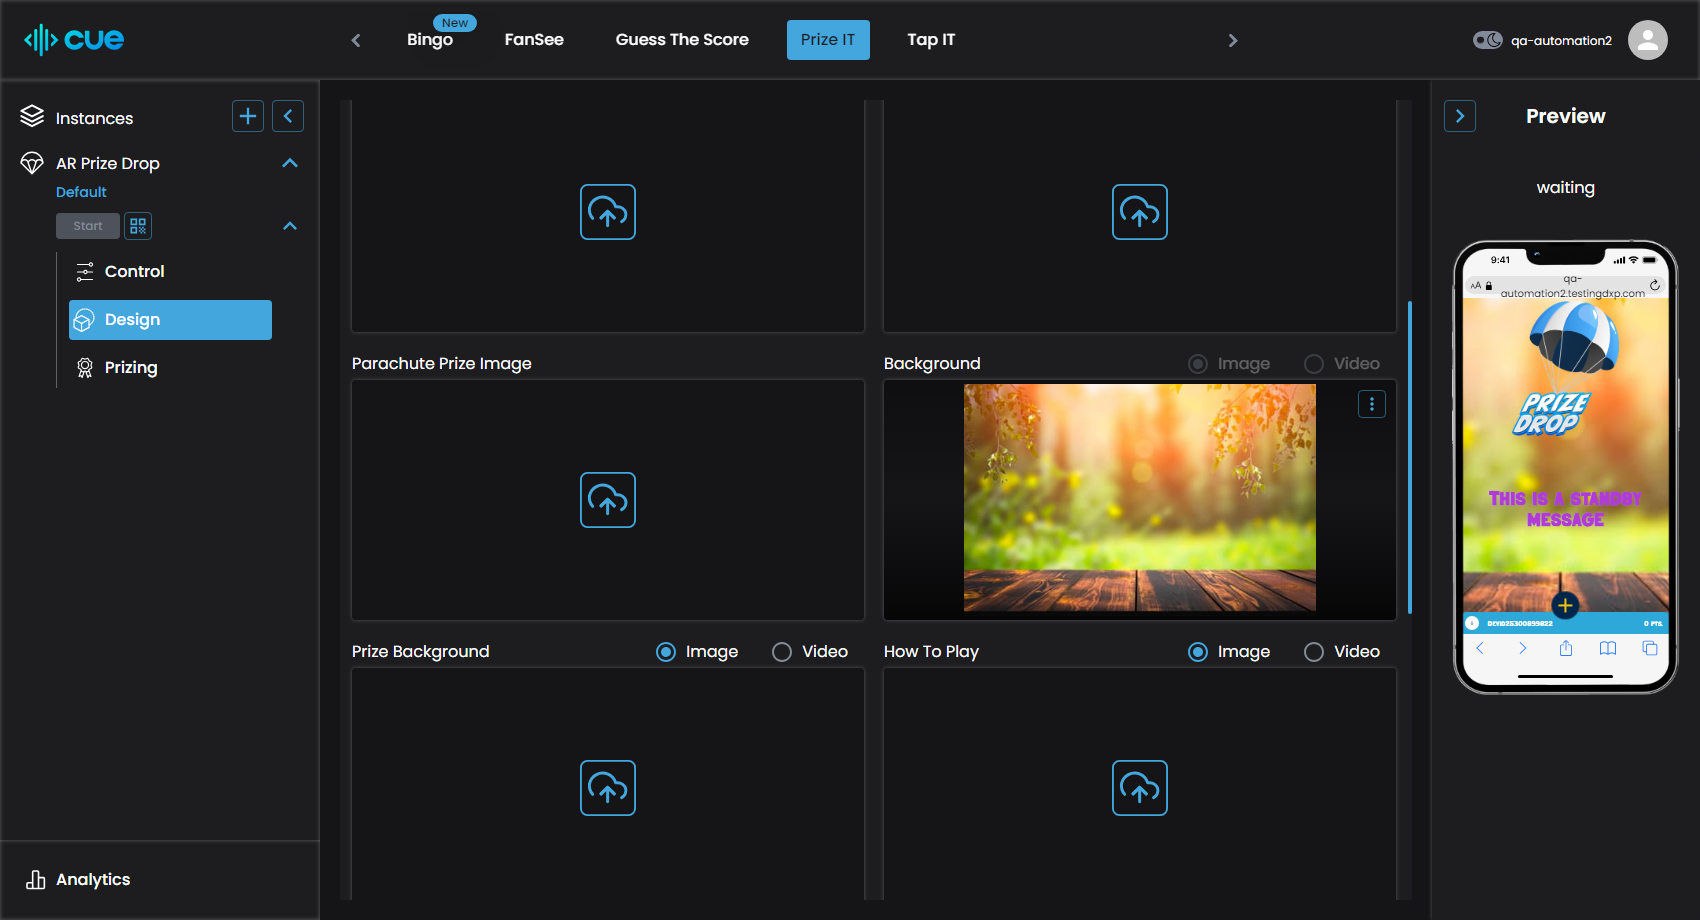 cue
New
Bingo
FanSee
Guess The Score
Prize IT
Tap IT
qa-automation2
Instances
AR Prize Drop
Default
Start
Control
Design
Prizing
Analytics
Parachute Prize Image
Background
Image
Video
Prize Background
Image
Video
How To Play
Image
Video
Preview
waiting
9:41
AA
qa-
automation2.testingdxp.com
PRIZE
DROP
THIS IS A STANDBY
MESSAGE
0 PTS.